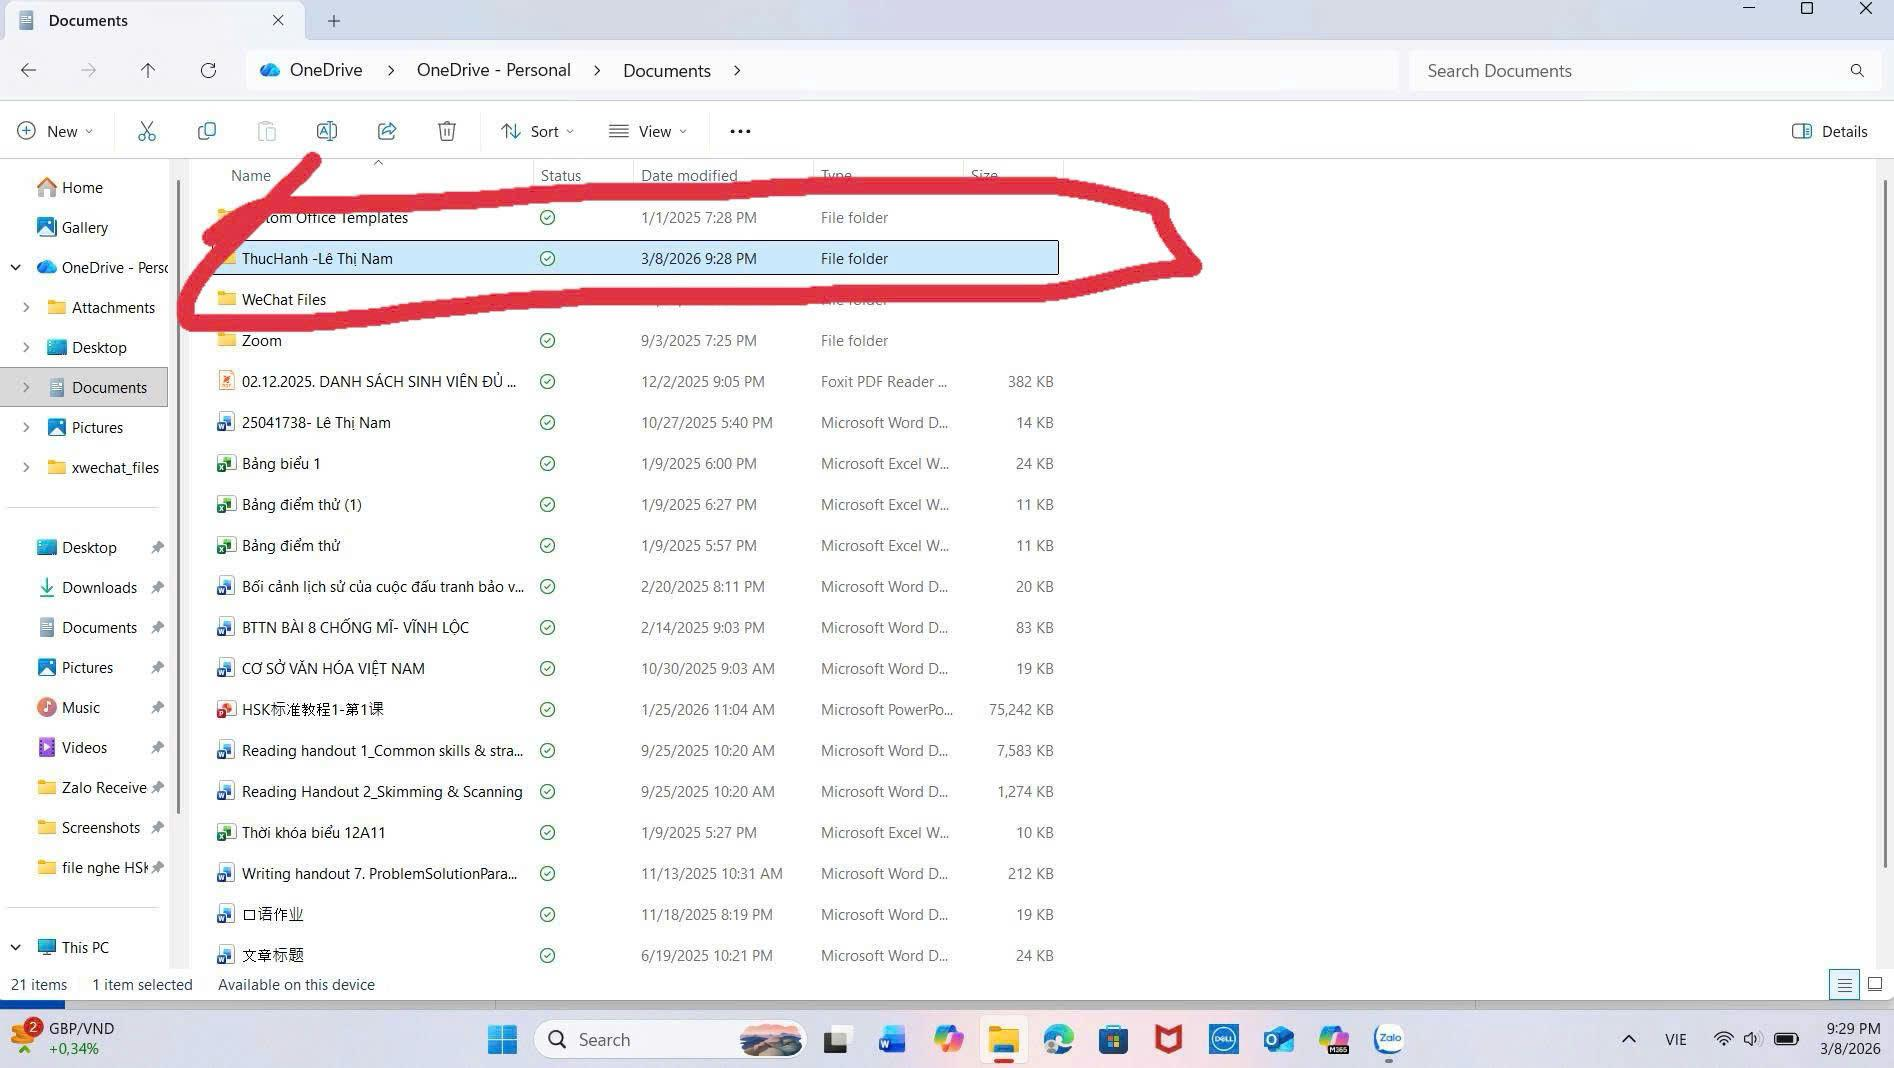 Documents
OneDrive OneDrive - Personal Documents Search Documents
New Sort View Details
Name Status Date modified Type Size
Office Templates 1/1/2025 7:28 PM File folder
ThucHanh -Lê Thị Nam 3/8/2026 9:28 PM File folder
WeChat Files
Zoom 9/3/2025 7:25 PM File folder
02.12.2025. DANH SÁCH SINH VIÊN ĐỦ ... 12/2/2025 9:05 PM Foxit PDF Reader ... 382 KB
25041738- Lê Thị Nam 10/27/2025 5:40 PM Microsoft Word D... 14 KB
Bảng biểu 1 1/9/2025 6:00 PM Microsoft Excel W... 24 KB
Bảng điểm thử (1) 1/9/2025 6:27 PM Microsoft Excel W... 11 KB
Bảng điểm thử 1/9/2025 5:57 PM Microsoft Excel W... 11 KB
Bối cảnh lịch sử của cuộc đấu tranh bảo v... 2/20/2025 8:11 PM Microsoft Word D... 20 KB
BTTN BÀI 8 CHỐNG MĨ- VĨNH LỘC 2/14/2025 9:03 PM Microsoft Word D... 83 KB
CƠ SỞ VĂN HÓA VIỆT NAM 10/30/2025 9:03 AM Microsoft Word D... 19 KB
HSK标准教程1-第1课 1/25/2026 11:04 AM Microsoft PowerPo... 75,242 KB
Reading handout 1_Common skills & stra... 9/25/2025 10:20 AM Microsoft Word D... 7,583 KB
Reading Handout 2_Skimming & Scanning 9/25/2025 10:20 AM Microsoft Word D... 1,274 KB
Thời khóa biểu 12A11 1/9/2025 5:27 PM Microsoft Excel W... 10 KB
Writing handout 7. ProblemSolutionPara... 11/13/2025 10:31 AM Microsoft Word D... 212 KB
口语作业 11/18/2025 8:19 PM Microsoft Word D... 19 KB
文章标题 6/19/2025 10:21 PM Microsoft Word D... 24 KB
Home
Gallery
OneDrive - Perso
Attachments
Desktop
Documents
Pictures
xwechat_files
Desktop
Downloads
Documents
Pictures
Music
Videos
Zalo Receive
Screenshots
file nghe HSK
This PC
21 items 1 item selected Available on this device
2 GBP/VND
+0,34%
Search
DELL
M365
Zalo
VIE
9:29 PM
3/8/2026